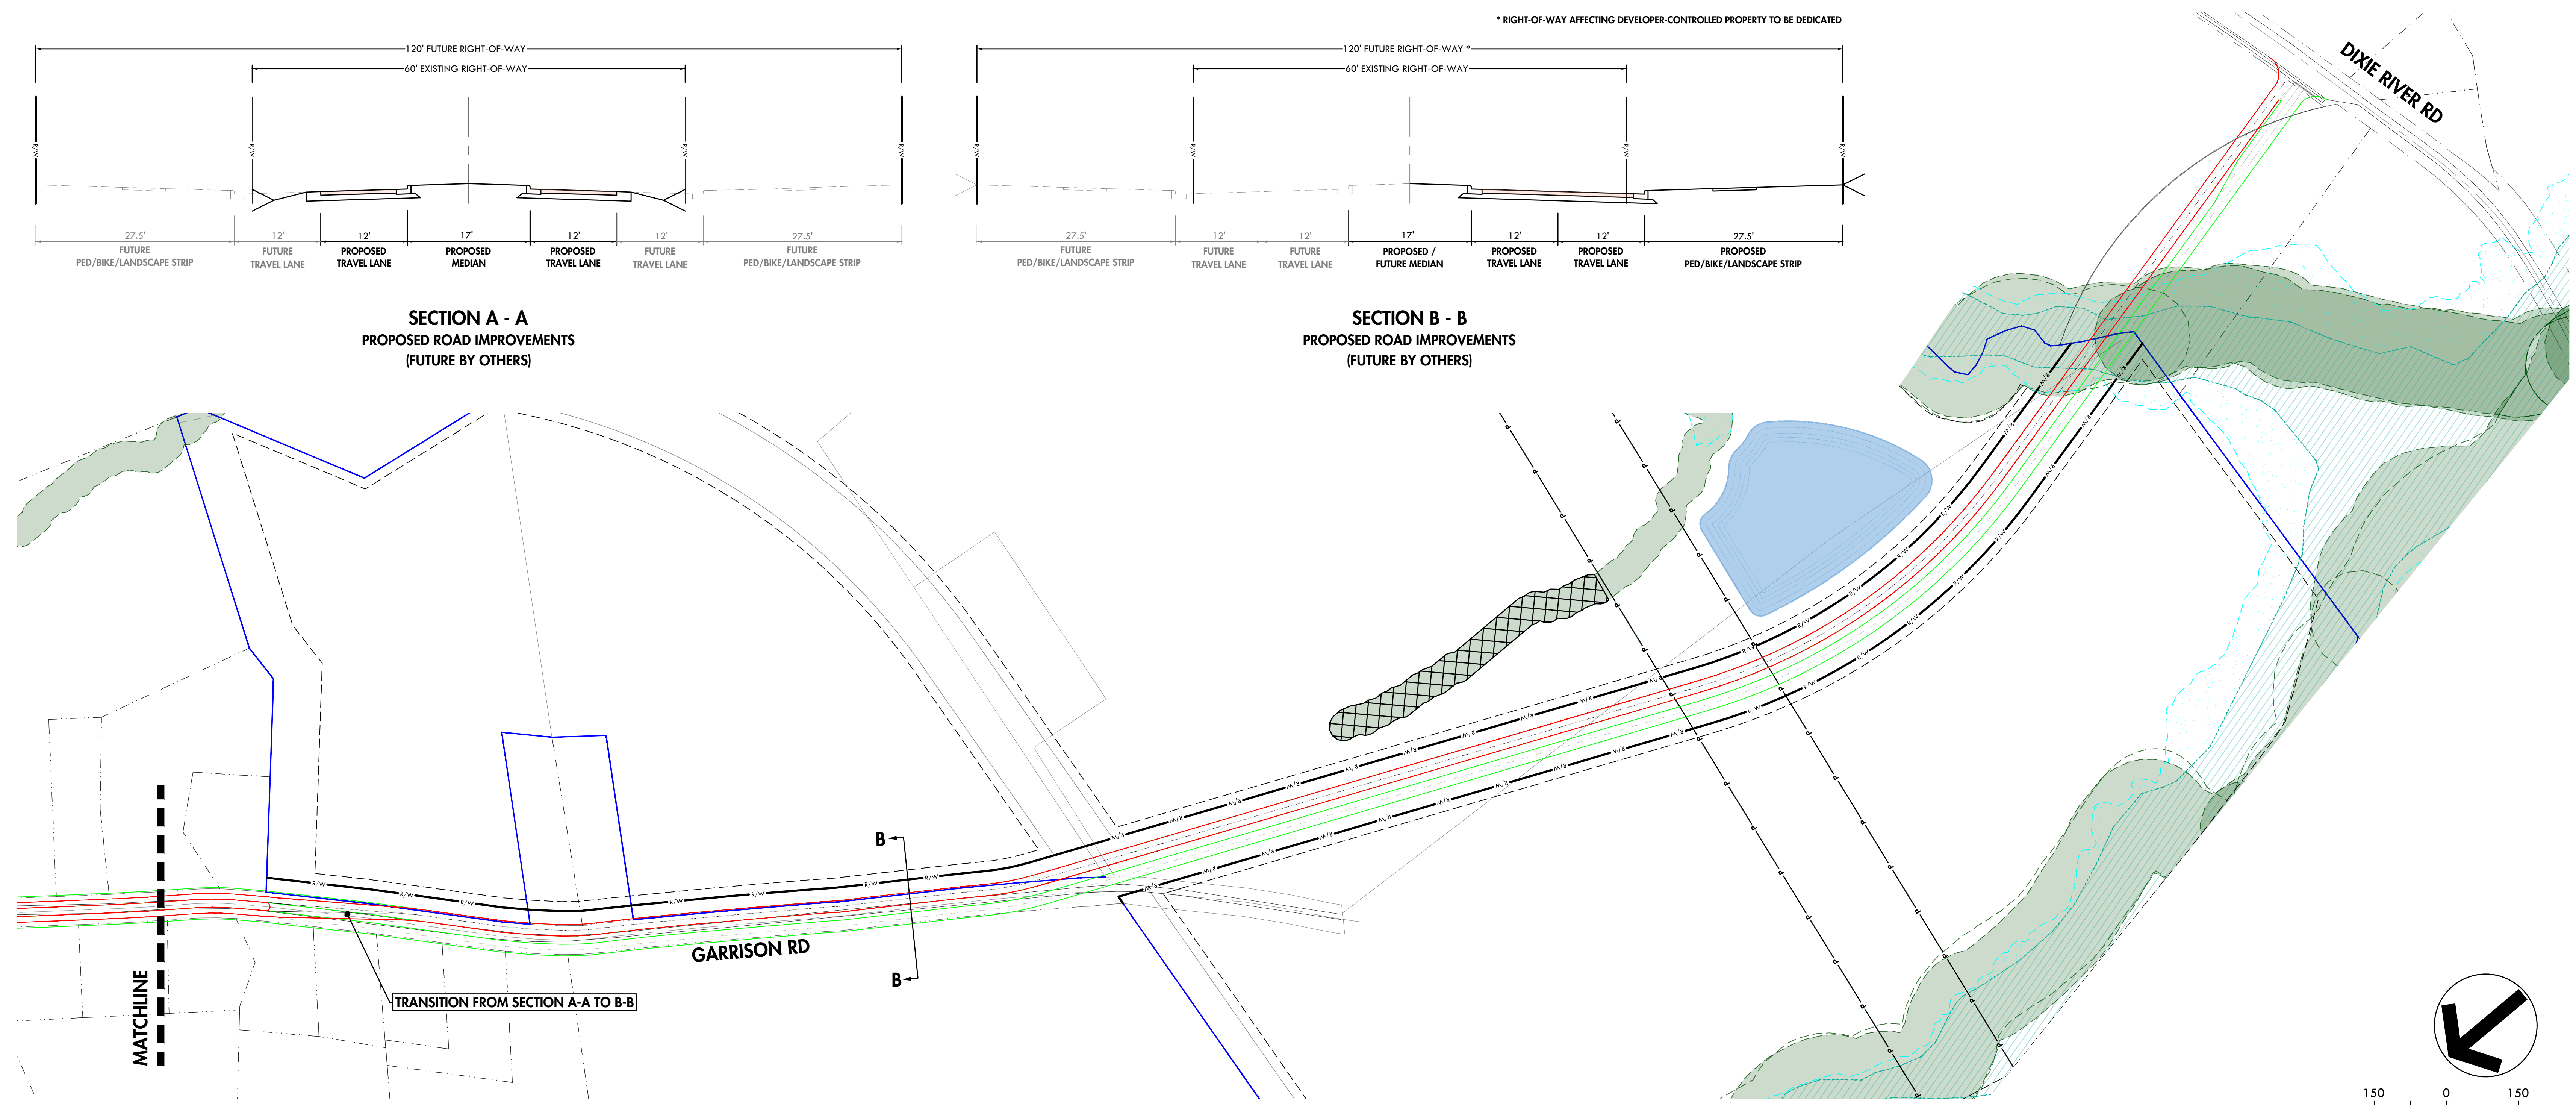 * RIGHT-OF-WAY AFFECTING DEVELOPER-CONTROLLED PROPERTY TO BE DEDICATED
120' FUTURE RIGHT-OF-WAY
60' EXISTING RIGHT-OF-WAY
R/W R/W R/W R/W
27.5' 12' 12' 17' 12' 12' 27.5'
FUTURE FUTURE PROPOSED PROPOSED PROPOSED FUTURE FUTURE
PED/BIKE/LANDSCAPE STRIP TRAVEL LANE TRAVEL LANE MEDIAN TRAVEL LANE TRAVEL LANE PED/BIKE/LANDSCAPE STRIP
SECTION A - A
PROPOSED ROAD IMPROVEMENTS
(FUTURE BY OTHERS)
120' FUTURE RIGHT-OF-WAY *
60' EXISTING RIGHT-OF-WAY
R/W R/W R/W R/W
27.5' 12' 12' 17' 12' 12' 27.5'
FUTURE FUTURE FUTURE PROPOSED / PROPOSED PROPOSED PROPOSED
PED/BIKE/LANDSCAPE STRIP TRAVEL LANE TRAVEL LANE FUTURE MEDIAN TRAVEL LANE TRAVEL LANE PED/BIKE/LANDSCAPE STRIP
SECTION B - B
PROPOSED ROAD IMPROVEMENTS
(FUTURE BY OTHERS)
DIXIE RIVER RD
B
B
GARRISON RD
TRANSITION FROM SECTION A-A TO B-B
MATCHLINE
150 0 150